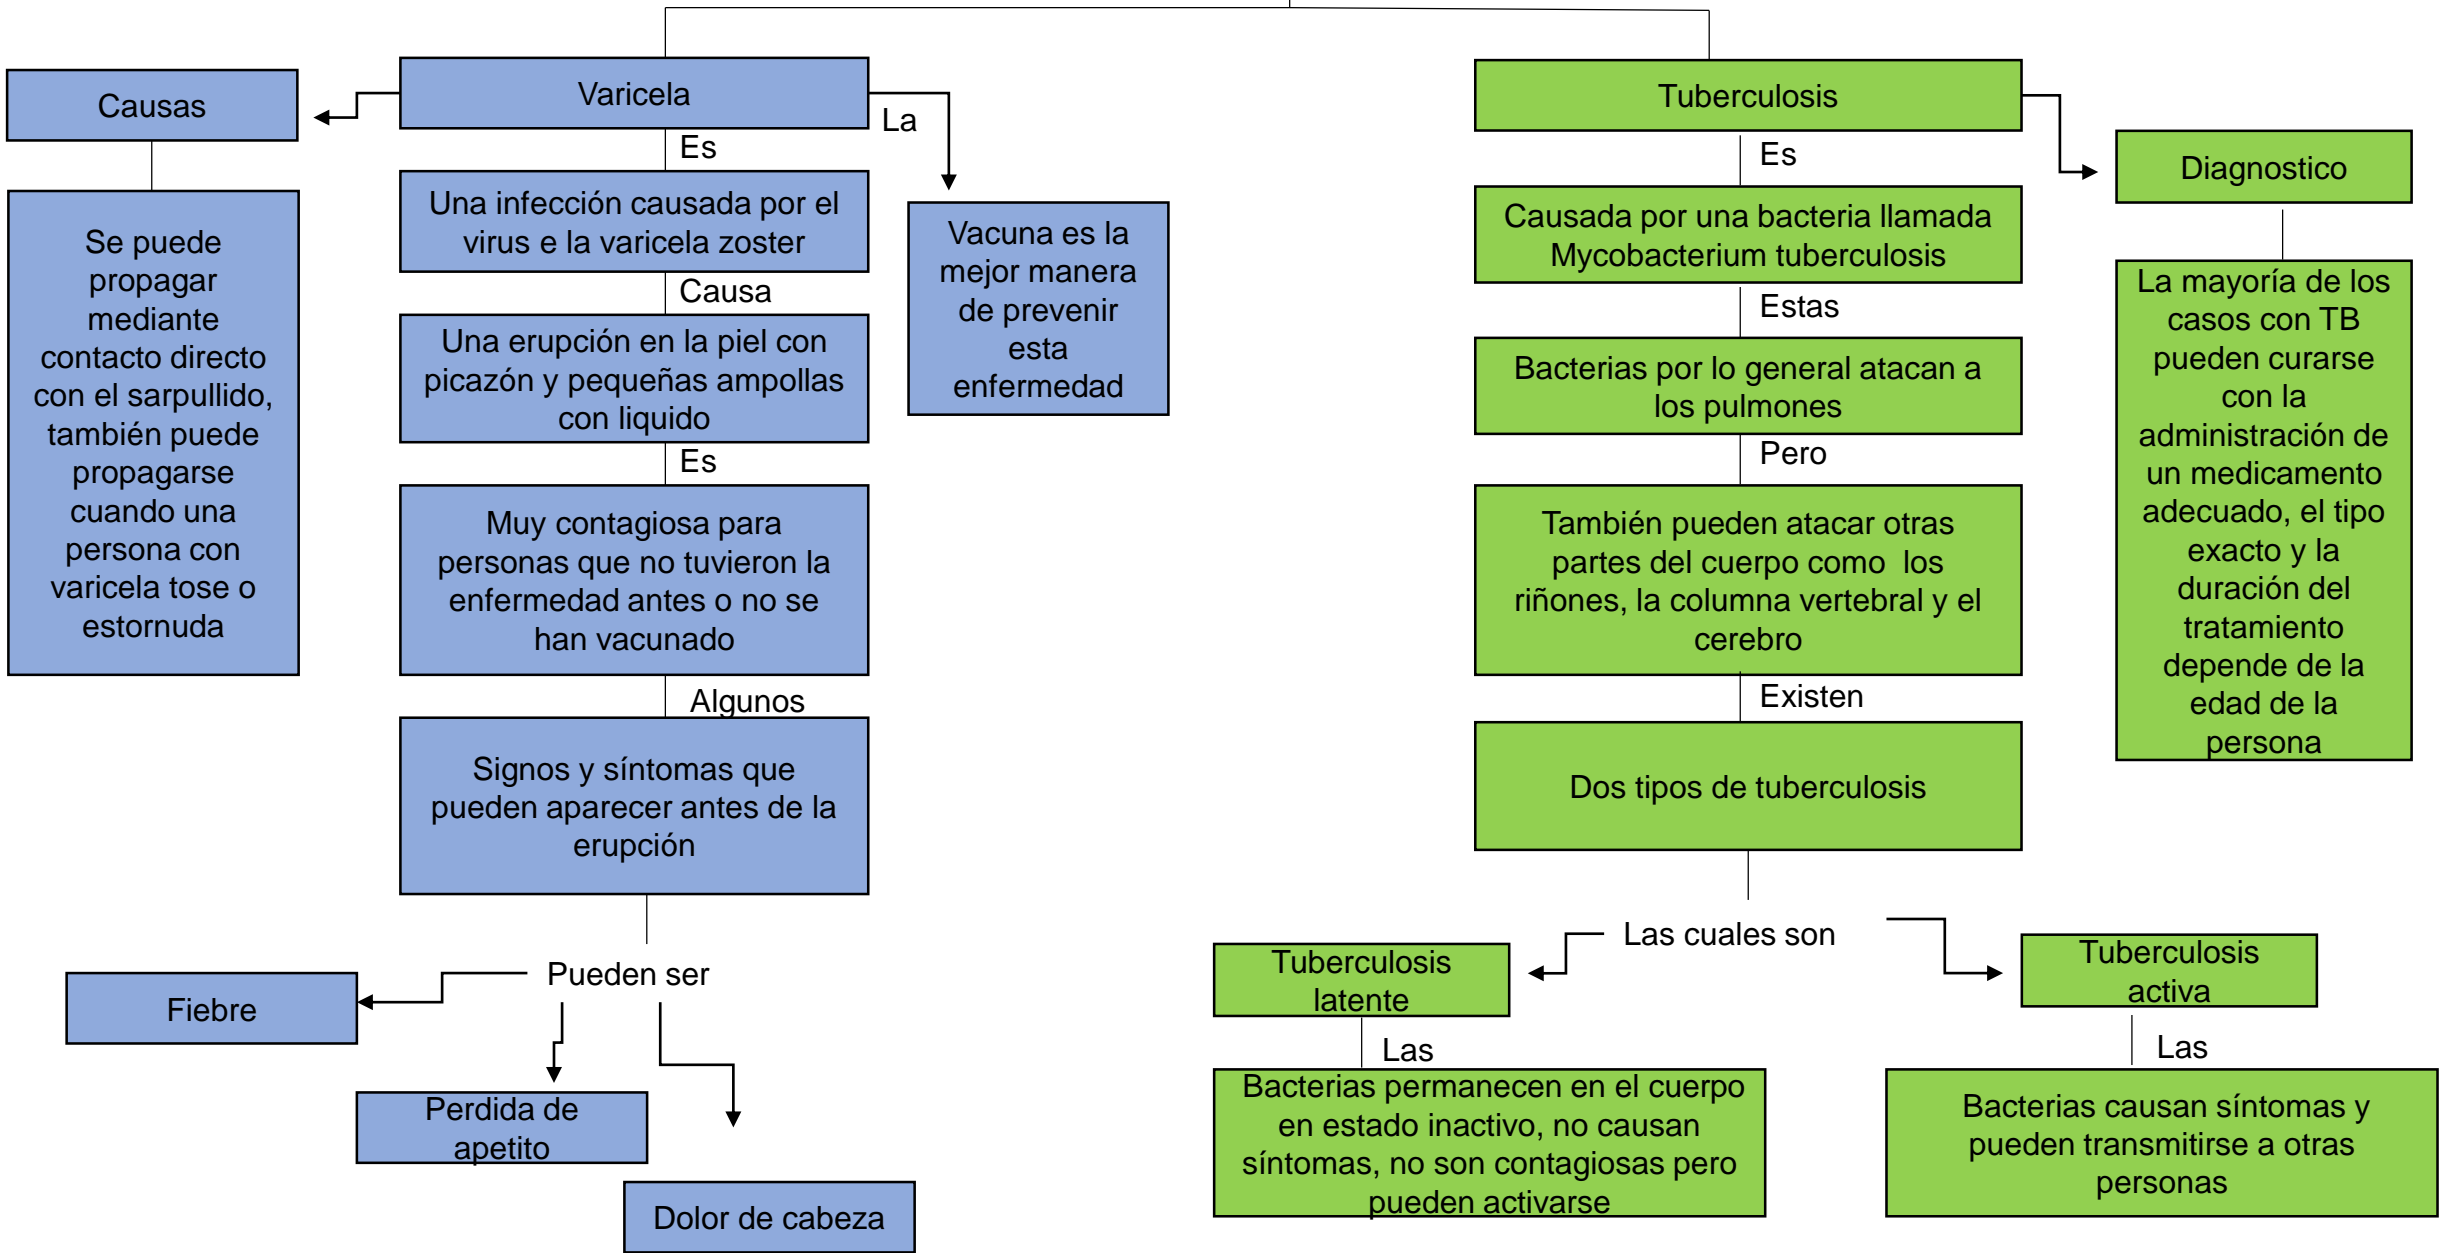 Causas
Se puede
propagar
mediante
contacto directo
con el sarpullido,
también puede
propagarse
cuando una
persona con
varicela tose o
estornuda
Varicela
La
Vacuna es la
mejor manera
de prevenir
esta
enfermedad
Es
Una infección causada por el
virus e la varicela zoster
Causa
Una erupción en la piel con
picazón y pequeñas ampollas
con liquido
Es
Muy contagiosa para
personas que no tuvieron la
enfermedad antes o no se
han vacunado
Algunos
Signos y síntomas que
pueden aparecer antes de la
erupción
Pueden ser
Fiebre
Perdida de
apetito
Dolor de cabeza
Tuberculosis
Es
Causada por una bacteria llamada
Mycobacterium tuberculosis
Estas
Bacterias por lo general atacan a
los pulmones
Pero
También pueden atacar otras
partes del cuerpo como  los
riñones, la columna vertebral y el
cerebro
Existen
Dos tipos de tuberculosis
Las cuales son
Tuberculosis
latente
Las
Bacterias permanecen en el cuerpo
en estado inactivo, no causan
síntomas, no son contagiosas pero
pueden activarse
Tuberculosis
activa
Las
Bacterias causan síntomas y
pueden transmitirse a otras
personas
Diagnostico
La mayoría de los
casos con TB
pueden curarse
con la
administración de
un medicamento
adecuado, el tipo
exacto y la
duración del
tratamiento
depende de la
edad de la
persona